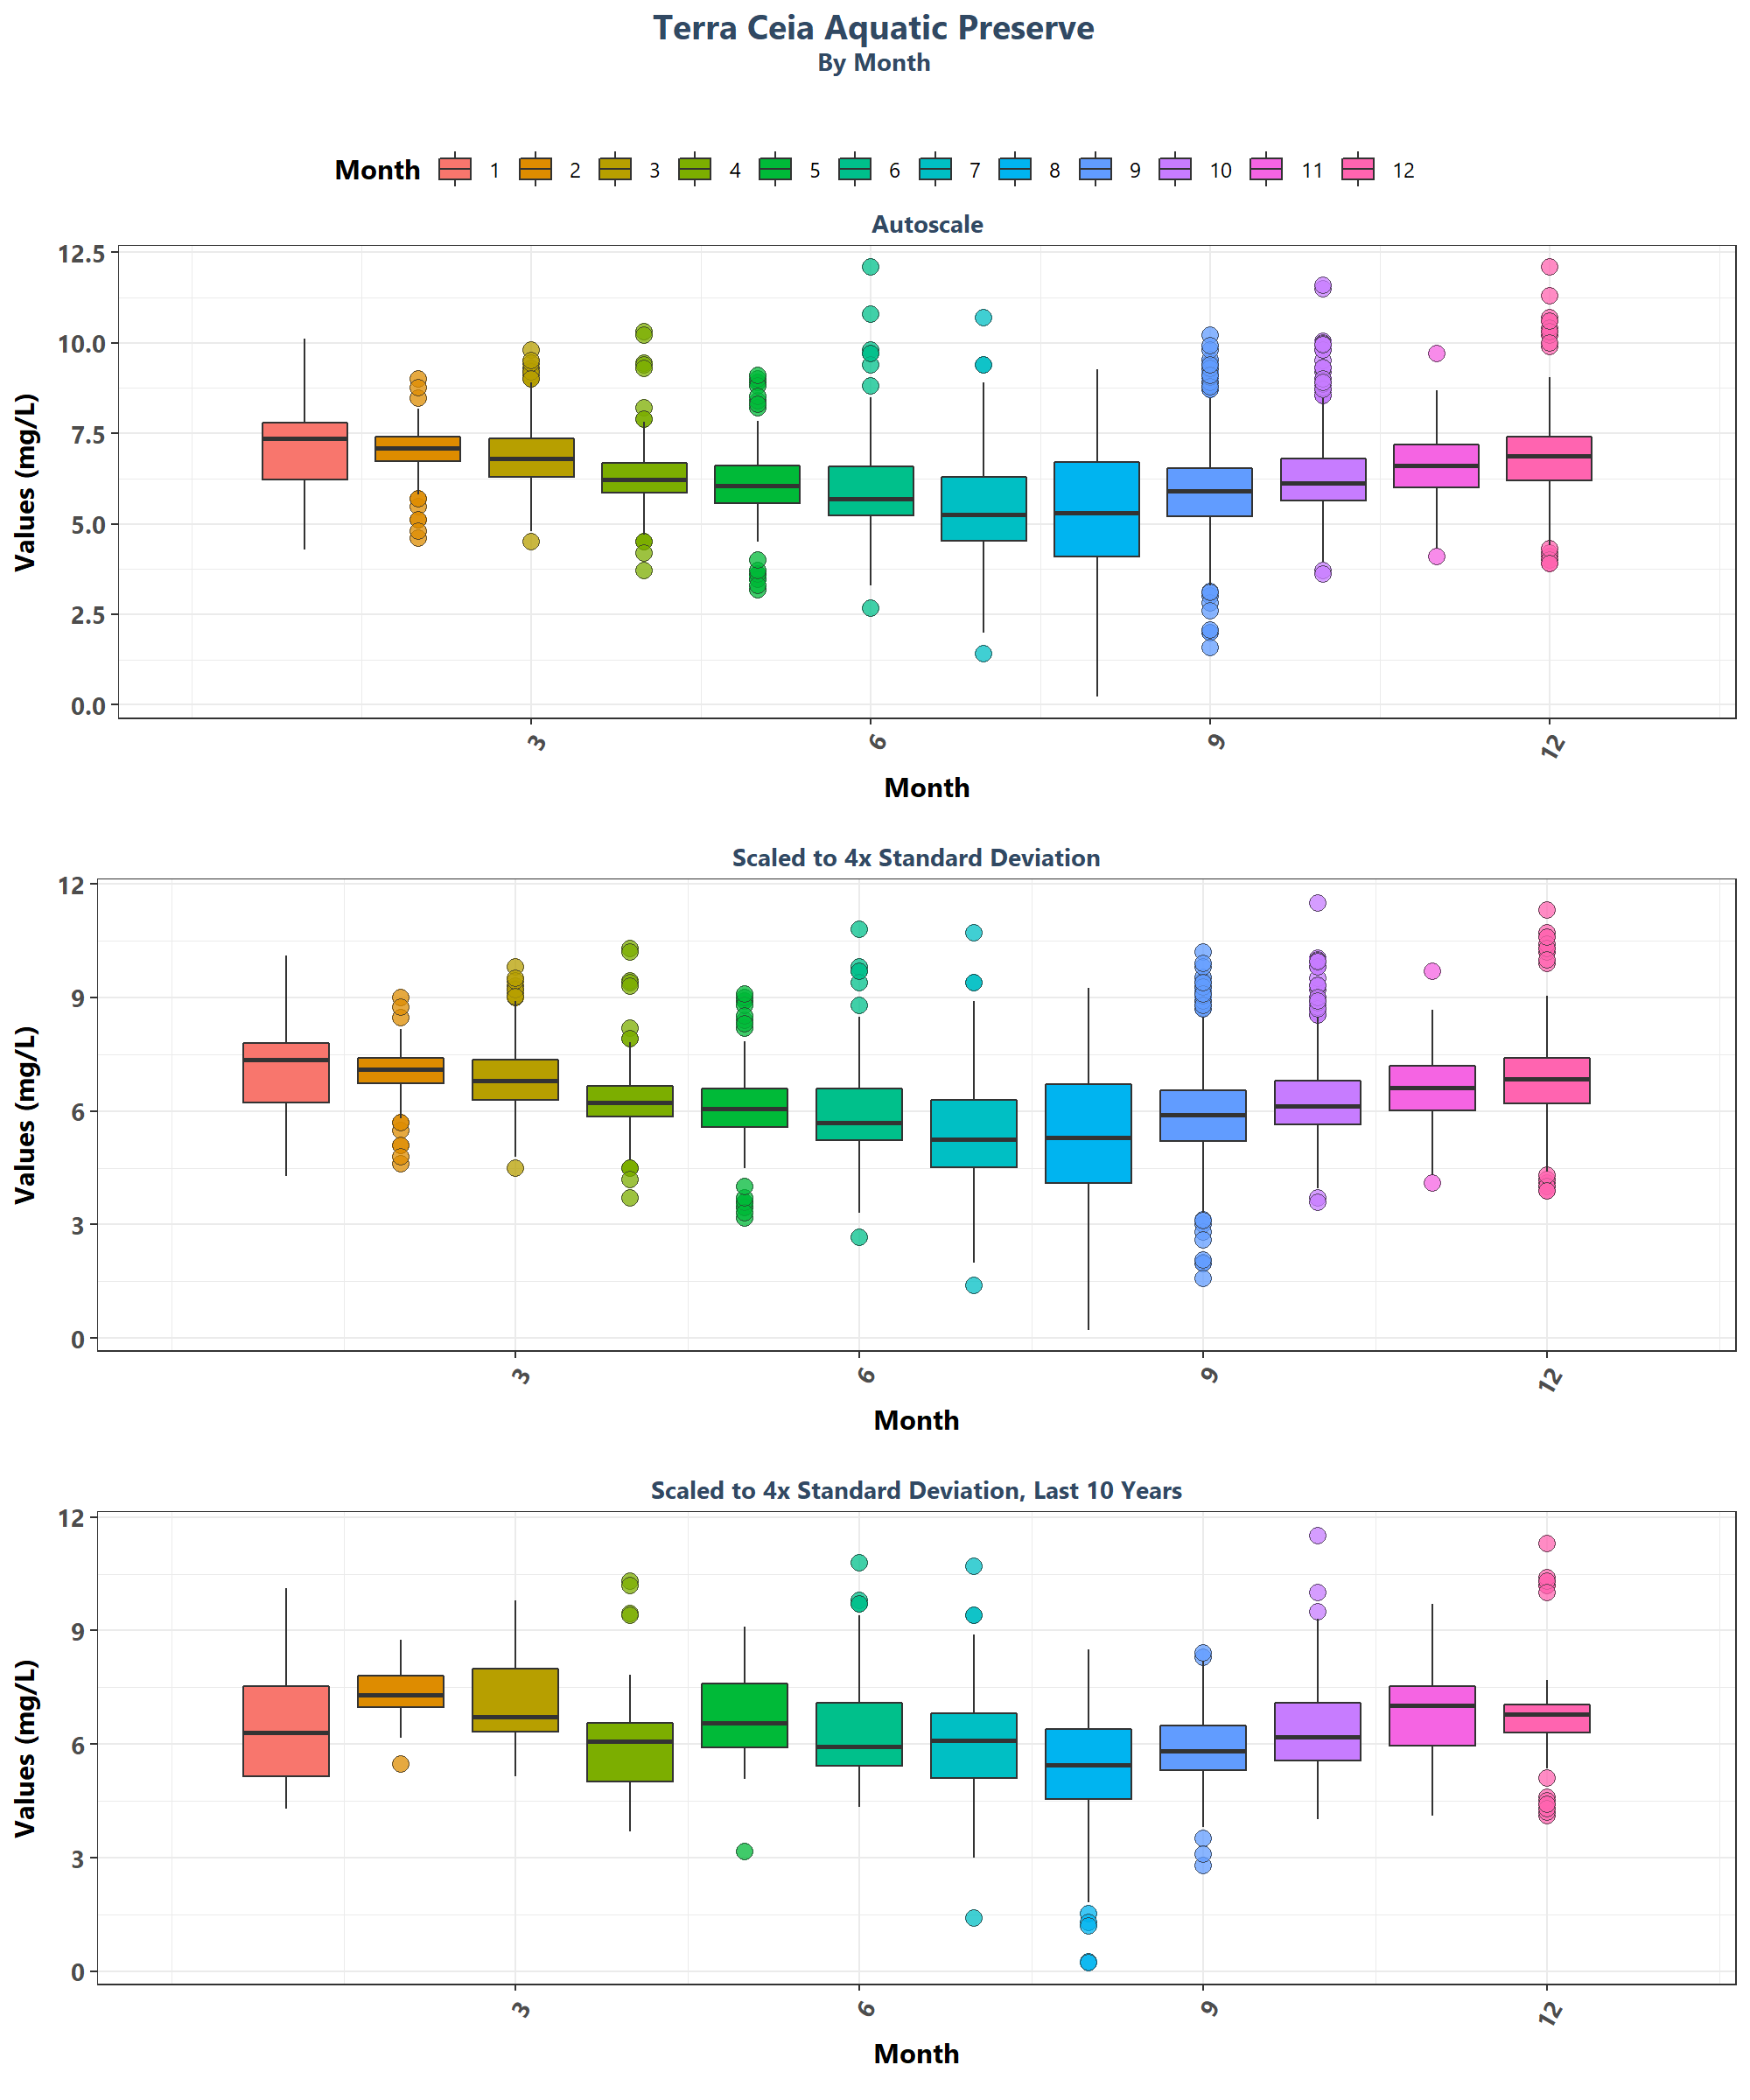 Terra Ceia Aquatic Preserve
By Month
Month 1 2 3 4 5 6 7 8 9 10 11 12
Autoscale
Values (mg/L)
12.5
10.0
7.5
5.0
2.5
0.0
3 6 9 12
Month
Scaled to 4x Standard Deviation
Values (mg/L)
12
9
6
3
0
3 6 9 12
Month
Scaled to 4x Standard Deviation, Last 10 Years
Values (mg/L)
12
9
6
3
0
3 6 9 12
Month